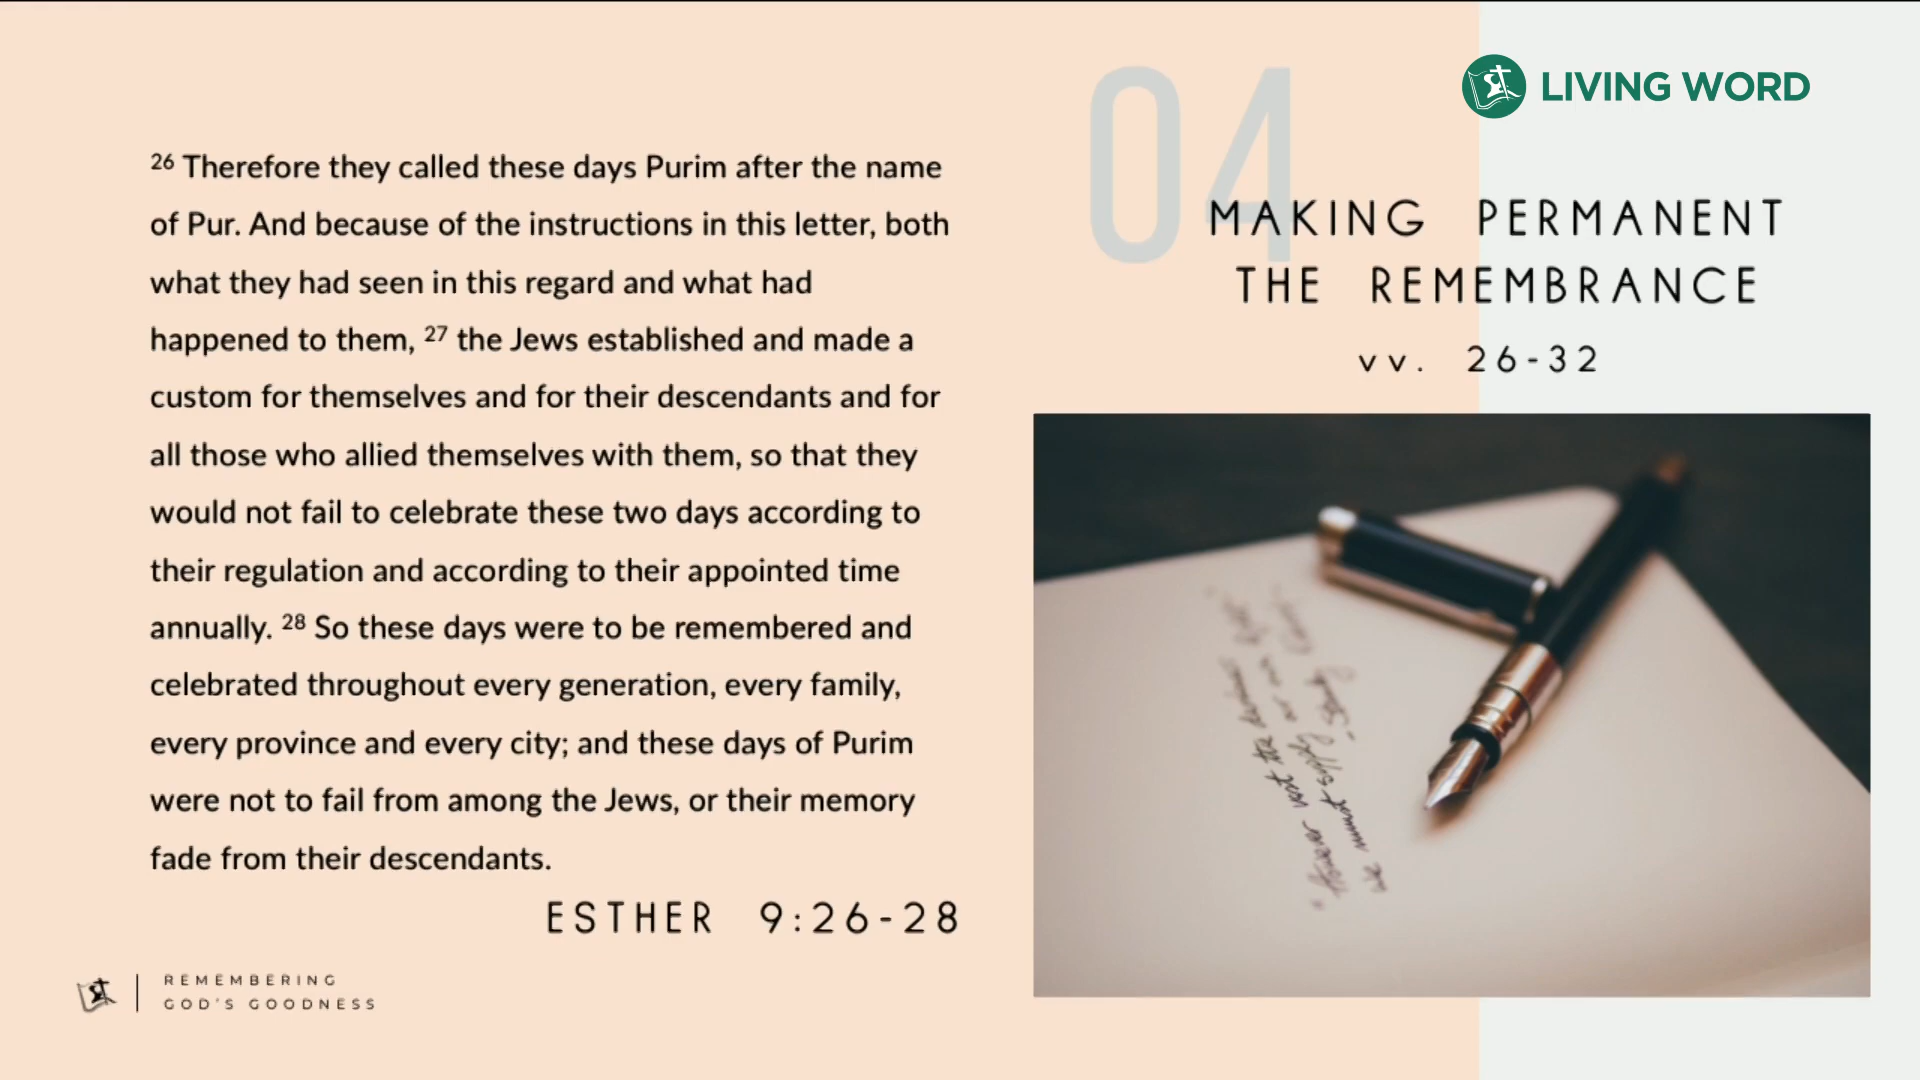 LIVING WORD
04
MAKING PERMANENT
THE REMEMBRANCE
vv. 26-32
26 Therefore they called these days Purim after the name
of Pur. And because of the instructions in this letter, both
what they had seen in this regard and what had
happened to them, 27 the Jews established and made a
custom for themselves and for their descendants and for
all those who allied themselves with them, so that they
would not fail to celebrate these two days according to
their regulation and according to their appointed time
annually. 28 So these days were to be remembered and
celebrated throughout every generation, every family,
every province and every city; and these days of Purim
were not to fail from among the Jews, or their memory
fade from their descendants.
ESTHER 9:26-28
we must
REMEMBERING
GOD'S GOODNESS